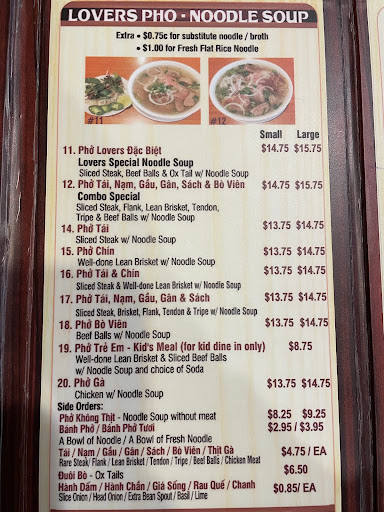 LOVERS PHO - NOODLE SOUP
Extra • $0.75c for substitute noodle / broth
• $1.00 for Fresh Flat Rice Noodle
#11 #12
Small Large
11. Phở Lovers Đặc Biệt $14.75 $15.75
Lovers Special Noodle Soup
Sliced Steak, Beef Balls & Ox Tail w/ Noodle Soup
12. Phở Tái, Nạm, Gầu, Gân, Sách & Bò Viên $14.75 $15.75
Combo Special
Sliced Steak, Flank, Lean Brisket, Tendon,
Tripe & Beef Balls w/ Noodle Soup
14. Phở Tái $13.75 $14.75
Sliced Steak w/ Noodle Soup
15. Phở Chín $13.75 $14.75
Well-done Lean Brisket w/ Noodle Soup
16. Phở Tái & Chín $13.75 $14.75
Sliced Steak & Well-done Lean Brisket w/ Noodle Soup
17. Phở Tái, Nạm, Gầu, Gân & Sách $13.75 $14.75
Sliced Steak, Brisket, Flank, Tendon & Tripe w/ Noodle Soup
18. Phở Bò Viên $13.75 $14.75
Beef Balls w/ Noodle Soup
19. Phở Trẻ Em - Kid's Meal (for kid dine in only) $8.75
Well-done Lean Brisket & Sliced Beef Balls
w/ Noodle Soup and choice of Soda
20. Phở Gà $13.75 $14.75
Chicken w/ Noodle Soup
Side Orders:
Phở Không Thịt - Noodle Soup without meat $8.25 $9.25
Bánh Phở / Bánh Phở Tươi $2.95 / $3.95
A Bowl of Noodle / A Bowl of Fresh Noodle
Tái / Nạm / Gầu / Gân / Sách / Bò Viên / Thịt Gà $4.75 / EA
Rare Steak / Flank / Lean Brisket / Tendon / Tripe / Beef Balls / Chicken Meat
Đuôi Bò - Ox Tails $6.50
Hành Dấm / Hành Chần / Giá Sống / Rau Quế / Chanh $0.85/ EA
Slice Onion / Head Onion / Extra Bean Spout / Basil / Lime